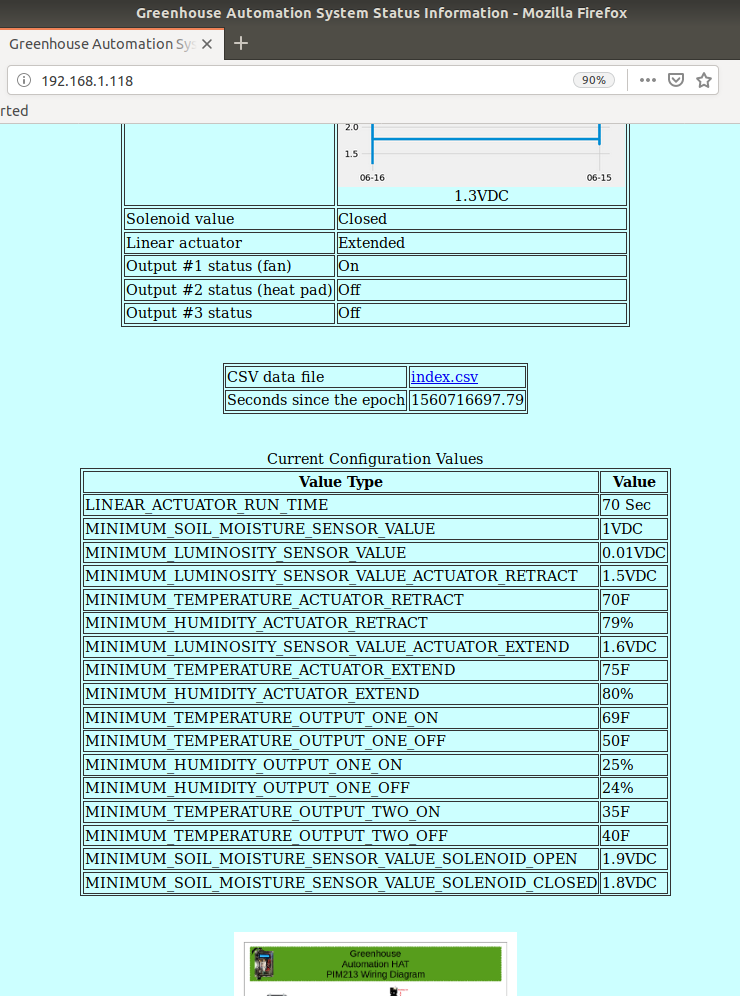 Greenhouse Automation System Status Information - Mozilla Firefox
Greenhouse Automation Sys
192.168.1.118 90%
rted
2.0
1.5
06-16 06-15
1.3VDC
Solenoid value Closed
Linear actuator Extended
Output #1 status (fan) On
Output #2 status (heat pad) Off
Output #3 status Off
CSV data file index.csv
Seconds since the epoch 1560716697.79
Current Configuration Values
Value Type Value
LINEAR_ACTUATOR_RUN_TIME 70 Sec
MINIMUM_SOIL_MOISTURE_SENSOR_VALUE 1VDC
MINIMUM_LUMINOSITY_SENSOR_VALUE 0.01VDC
MINIMUM_LUMINOSITY_SENSOR_VALUE_ACTUATOR_RETRACT 1.5VDC
MINIMUM_TEMPERATURE_ACTUATOR_RETRACT 70F
MINIMUM_HUMIDITY_ACTUATOR_RETRACT 79%
MINIMUM_LUMINOSITY_SENSOR_VALUE_ACTUATOR_EXTEND 1.6VDC
MINIMUM_TEMPERATURE_ACTUATOR_EXTEND 75F
MINIMUM_HUMIDITY_ACTUATOR_EXTEND 80%
MINIMUM_TEMPERATURE_OUTPUT_ONE_ON 69F
MINIMUM_TEMPERATURE_OUTPUT_ONE_OFF 50F
MINIMUM_HUMIDITY_OUTPUT_ONE_ON 25%
MINIMUM_HUMIDITY_OUTPUT_ONE_OFF 24%
MINIMUM_TEMPERATURE_OUTPUT_TWO_ON 35F
MINIMUM_TEMPERATURE_OUTPUT_TWO_OFF 40F
MINIMUM_SOIL_MOISTURE_SENSOR_VALUE_SOLENOID_OPEN 1.9VDC
MINIMUM_SOIL_MOISTURE_SENSOR_VALUE_SOLENOID_CLOSED 1.8VDC
Greenhouse
Automation HAT
PIM213 Wiring Diagram